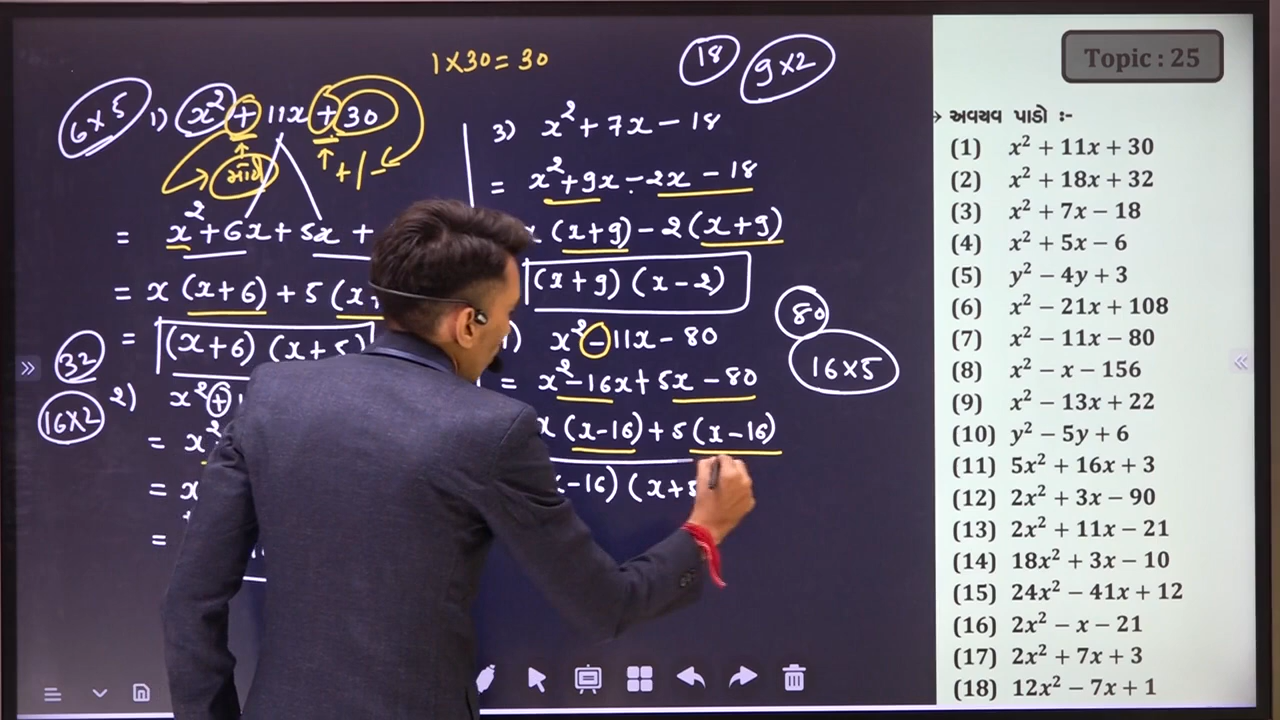 1 X 30 = 30
6 X 5
1) x² + 11x + 30
સાદો
+/-
= x² + 6x + 5x +
= x (x+6) + 5 (x
= (x+6) (x+5)
32
16X2
2) x² +
= x²
= x
=
18
9 X 2
3) x² + 7x - 18
= x² + 9x - 2x - 18
x (x+9) - 2 (x+9)
(x+9) (x-2)
80
16 X 5
) x² - 11x - 80
= x² - 16x + 5x - 80
x (x-16) + 5 (x-16)
x-16) (x+5
Topic : 25
અવયવ પાડો :-
(1) x² + 11x + 30
(2) x² + 18x + 32
(3) x² + 7x − 18
(4) x² + 5x − 6
(5) y² − 4y + 3
(6) x² − 21x + 108
(7) x² − 11x − 80
(8) x² − x − 156
(9) x² − 13x + 22
(10) y² − 5y + 6
(11) 5x² + 16x + 3
(12) 2x² + 3x − 90
(13) 2x² + 11x − 21
(14) 18x² + 3x − 10
(15) 24x² − 41x + 12
(16) 2x² − x − 21
(17) 2x² + 7x + 3
(18) 12x² − 7x + 1